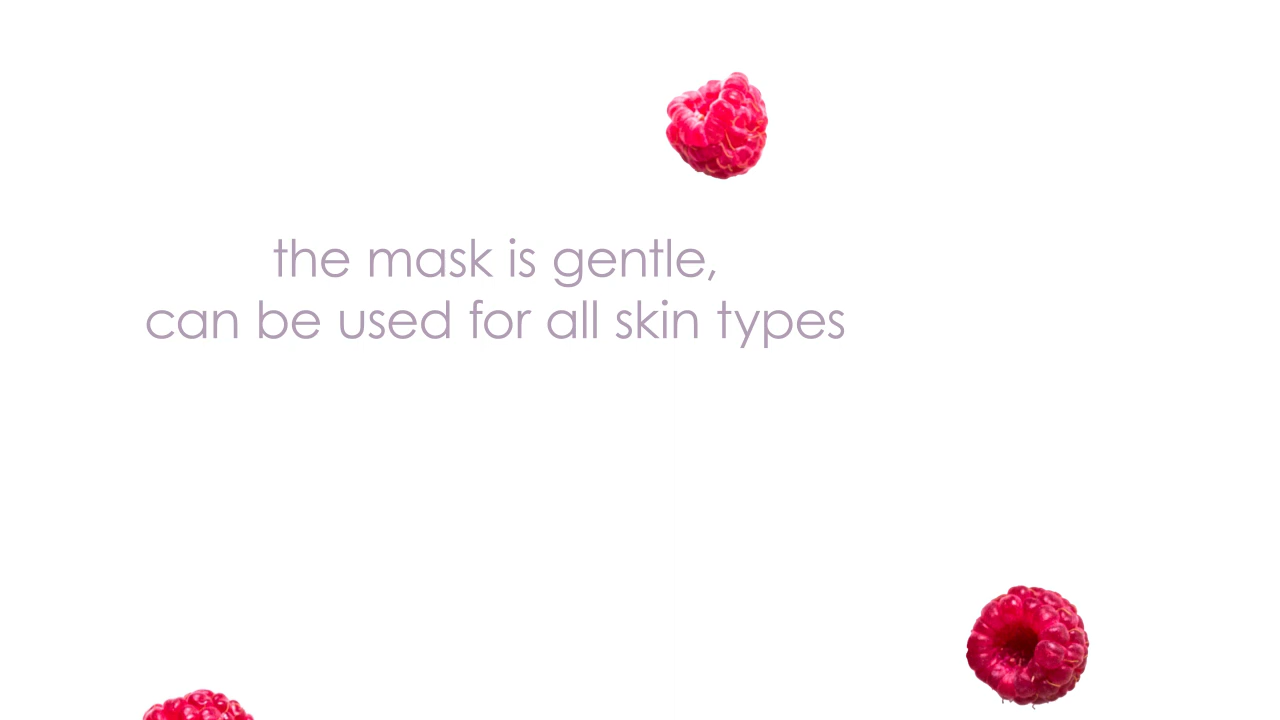 the mask is gentle,
can be used for all skin types